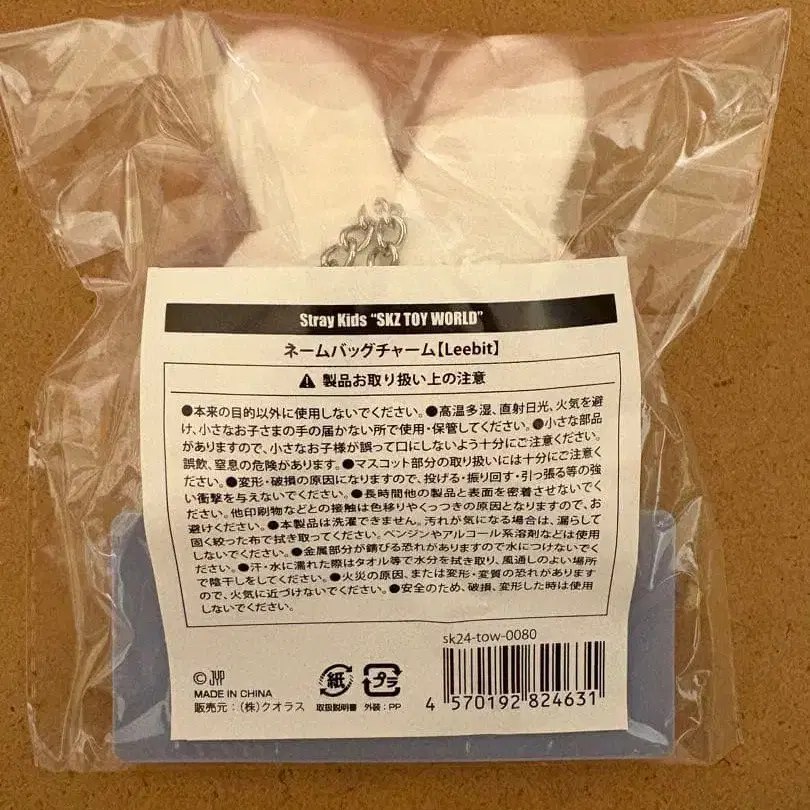 Stray Kids "SKZ TOY WORLD"
ネームバッグチャーム【Leebit】
⚠ 製品お取り扱い上の注意
●本来の目的以外に使用しないでください。●高温多湿、直射日光、火気を避
け、小さなお子さまの手の届かない所で使用・保管してください。●小さな部品
がありますので、小さなお子様が誤って口にしないよう十分にご注意ください。
誤飲、窒息の危険があります。●マスコット部分の取り扱いには十分にご注意くだ
さい。●変形・破損の原因になりますので、投げる・振り回す・引っ張る等の強
い衝撃を与えないでください。●長時間他の製品と表面を密着させないでく
ださい。他印刷物などとの接触は色移りやくっつきの原因となりますので、お
避けください。●本製品は洗濯できません。汚れが気になる場合は、濡らして
固く絞った布で拭き取ってください。ベンジンやアルコール系溶剤などは使用
しないでください。●金属部分が錆びる恐れがありますので水につけないでく
ださい。●汗・水に濡れた際はタオル等で水分を拭き取り、風通しのよい場所
で陰干しをしてください。●火災の原因、または変形・変質の恐れがあります
ので、火気に近づけないでください。●安全のため、破損、変形した時は使用
しないでください。
sk24-tow-0080
© JYP
MADE IN CHINA
販売元：(株)クオラス
紙
取扱説明書
プラ
外装：PP
4 570192 824631